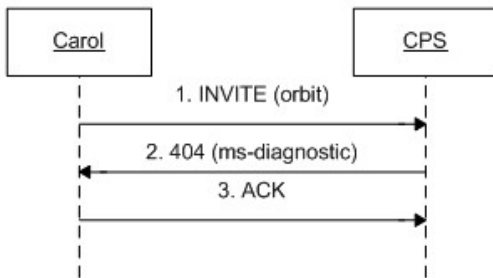 Carol
CPS
1. INVITE (orbit)
2. 404 (ms-diagnostic)
3. ACK